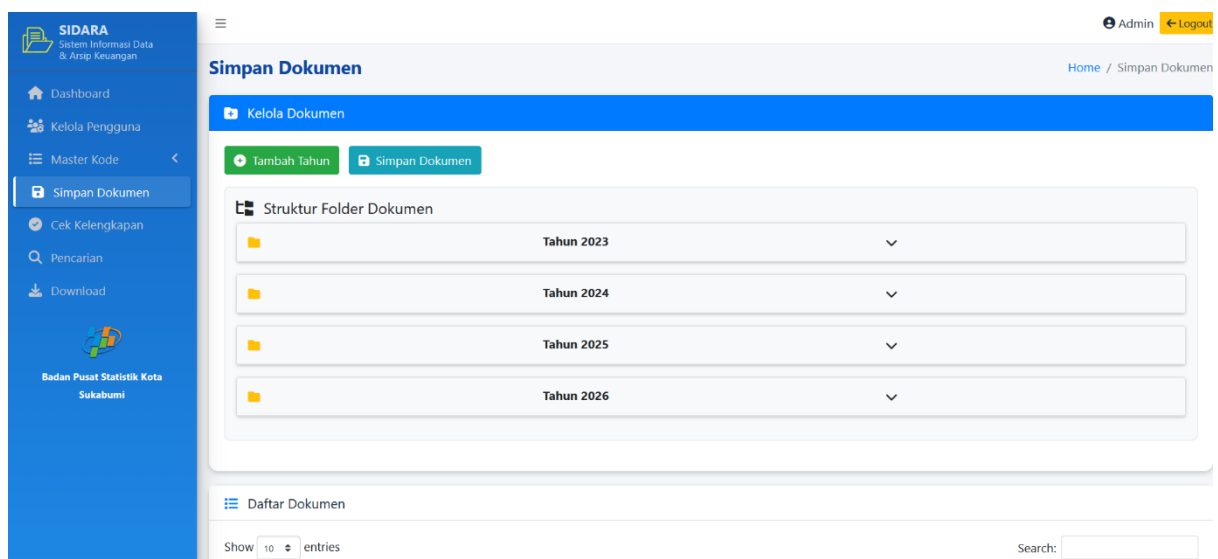 SIDARA
Sistem Informasi Data
& Arsip Keuangan
Dashboard
Kelola Pengguna
Master Kode
Simpan Dokumen
Cek Kelengkapan
Pencarian
Download
Badan Pusat Statistik Kota
Sukabumi
Admin
Logout
Simpan Dokumen
Home / Simpan Dokumen
Kelola Dokumen
Tambah Tahun
Simpan Dokumen
Struktur Folder Dokumen
Tahun 2023
Tahun 2024
Tahun 2025
Tahun 2026
Daftar Dokumen
Show 10 entries
Search: